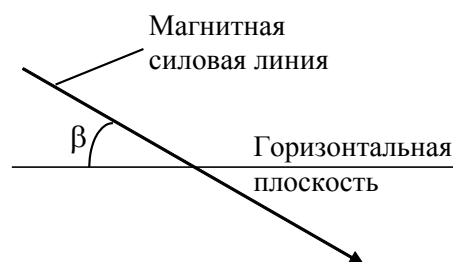 Магнитная
силовая линия
β
Горизонтальная
плоскость